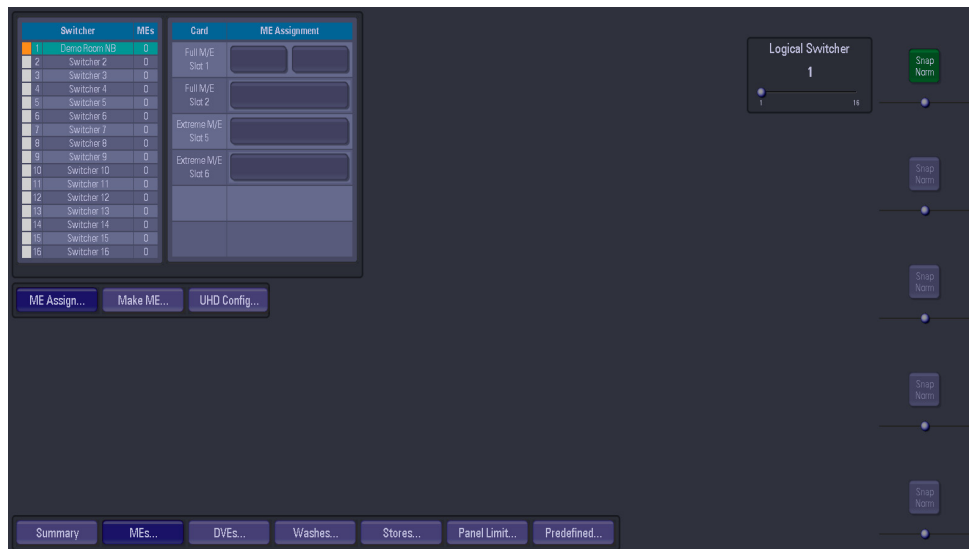 Switcher MEs
1 Demo Room NB 0
2 Switcher 2 0
3 Switcher 3 0
4 Switcher 4 0
5 Switcher 5 0
6 Switcher 6 0
7 Switcher 7 0
8 Switcher 8 0
9 Switcher 9 0
10 Switcher 10 0
11 Switcher 11 0
12 Switcher 12 0
13 Switcher 13 0
14 Switcher 14 0
15 Switcher 15 0
16 Switcher 16 0
Card ME Assignment
Full M/E
Slot 1
Full M/E
Slot 2
Extreme M/E
Slot 5
Extreme M/E
Slot 6
Logical Switcher
1
1 16
Snap
Norm
Snap
Norm
Snap
Norm
Snap
Norm
Snap
Norm
ME Assign... Make ME... UHD Config...
Summary MEs... DVEs... Washes... Stores... Panel Limit... Predefined...